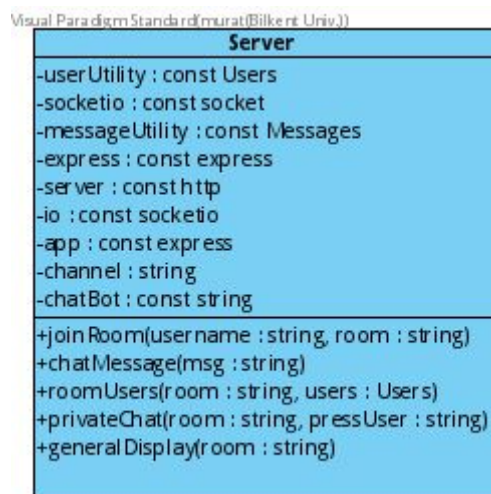 Visual Paradigm Standard(murat(Bilkent Univ.))
Server
-userUtility : const Users
-socketio : const socket
-messageUtility : const Messages
-express : const express
-server : const http
-io : const socketio
-app : const express
-channel : string
-chatBot : const string
+joinRoom(username : string, room : string)
+chatMessage(msg : string)
+roomUsers(room : string, users : Users)
+privateChat(room : string, pressUser : string)
+generalDisplay(room : string)